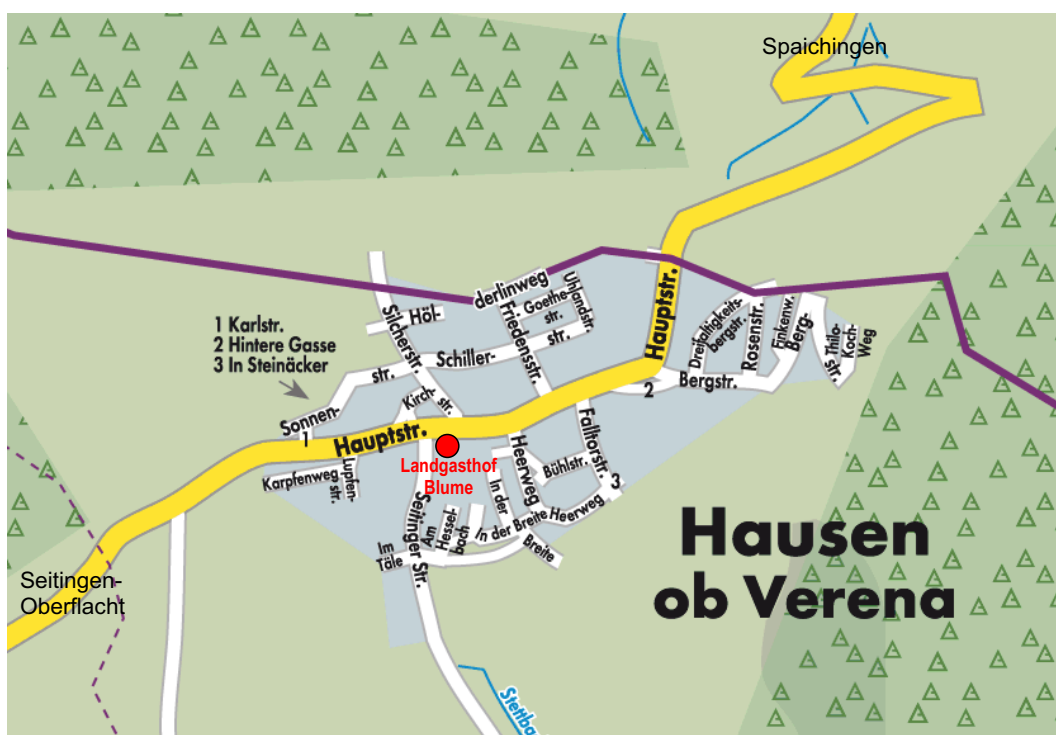 Spaichingen
Höl-
derlinweg
Uhlandstr.
Goethe-
str.
Friedensstr.
Silcherstr.
Schiller-
str.
str.
Sonnen-
1 Karlstr.
2 Hintere Gasse
3 In Steinäcker
Hauptstr.
Dreifaltigkeits-
bergstr.
Rosenstr.
Finkenw.
Berg-
str.
Thilo-
Koch-
Weg
Bergstr.
2
Kirch-
str.
1
Hauptstr.
Landgasthof
Blume
Falltorstr.
Heerweg
Bühlstr.
3
Karpfenweg
Lupfen-
str.
In der
Breite
In der Breite
Heerweg
Seitinger Str.
Am
Hessel-
bach
Im
Täle
Hausen
ob Verena
Seitingen-
Oberflacht
Stettba